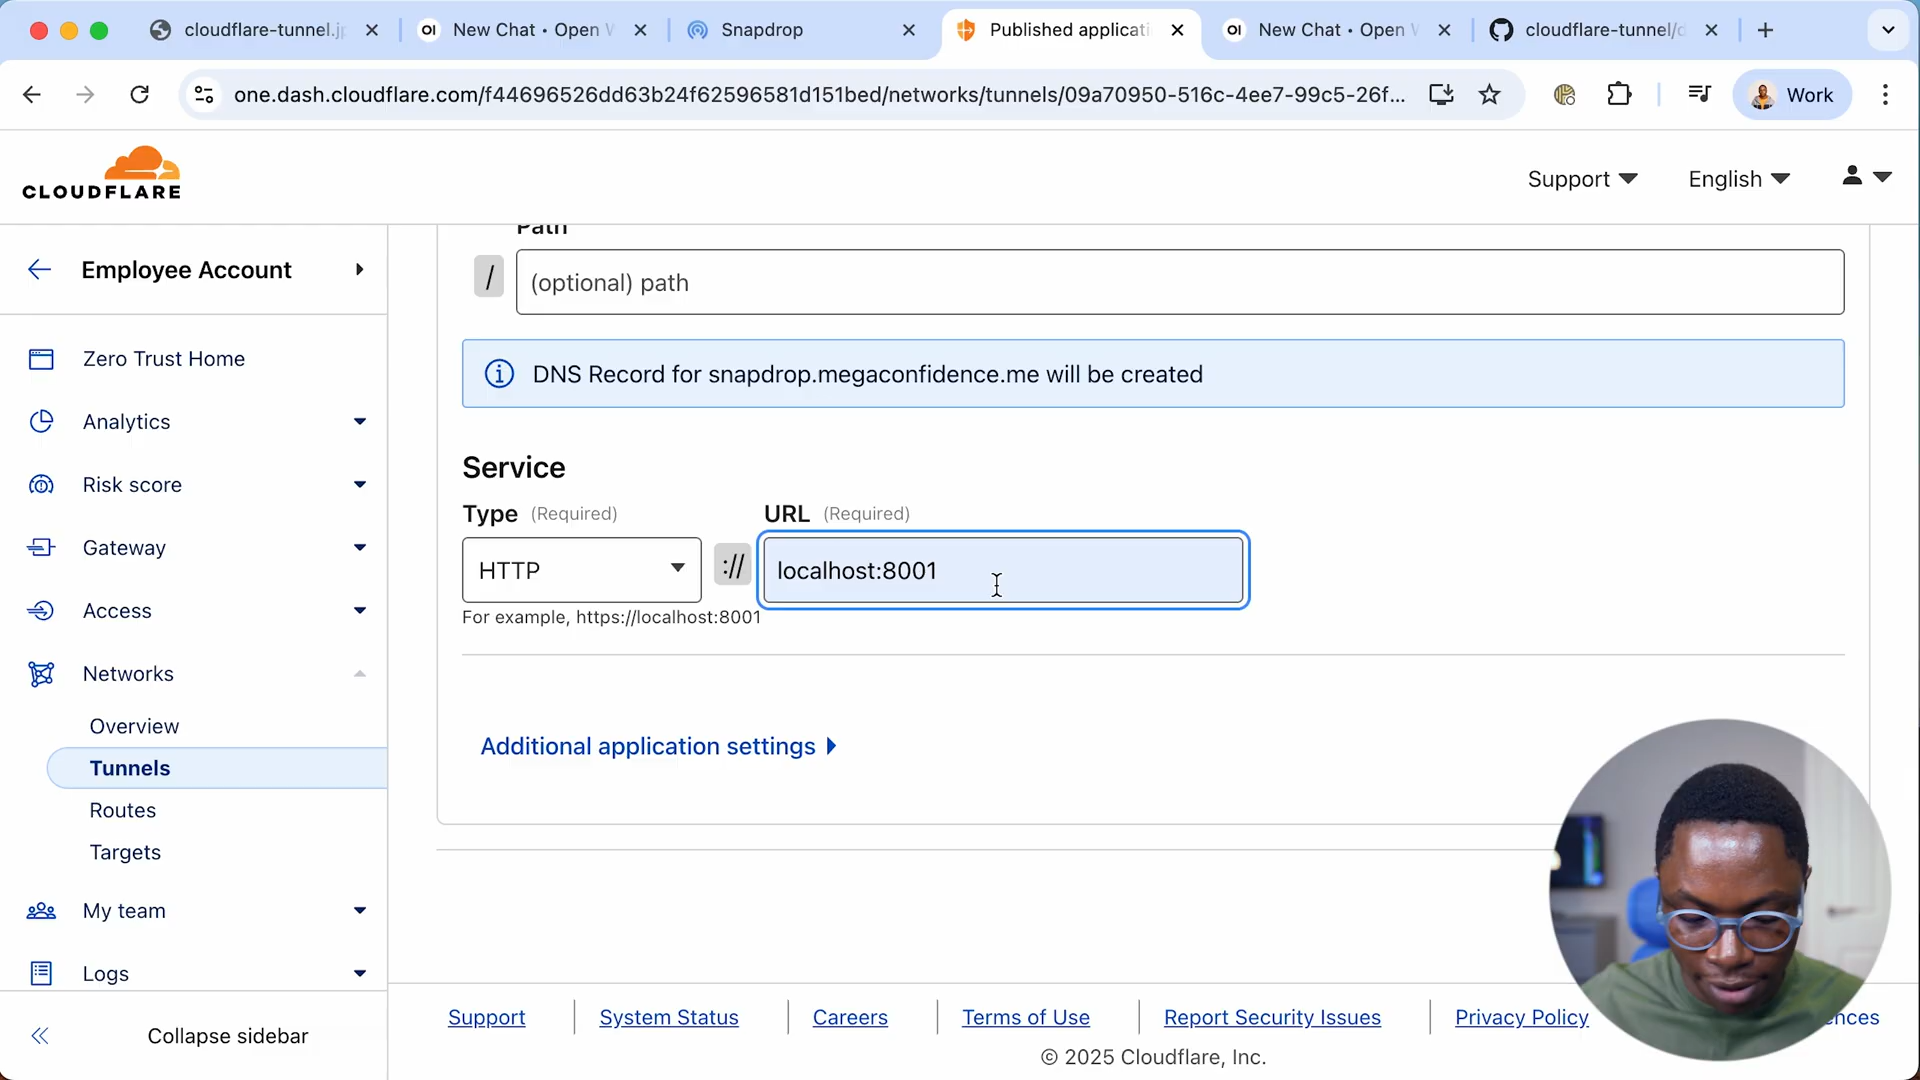 cloudflare-tunnel.jp
OI New Chat • Open W
Snapdrop
Published applicati
OI New Chat • Open W
cloudflare-tunnel/d
one.dash.cloudflare.com/f44696526dd63b24f62596581d151bed/networks/tunnels/09a70950-516c-4ee7-99c5-26f...
Work
CLOUDFLARE
Support
English
Employee Account
Zero Trust Home
Analytics
Risk score
Gateway
Access
Networks
Overview
Tunnels
Routes
Targets
My team
Logs
Collapse sidebar
Path
/ (optional) path
DNS Record for snapdrop.megaconfidence.me will be created
Service
Type (Required)
URL (Required)
HTTP
://
localhost:8001
For example, https://localhost:8001
Additional application settings
Support
System Status
Careers
Terms of Use
Report Security Issues
Privacy Policy
© 2025 Cloudflare, Inc.